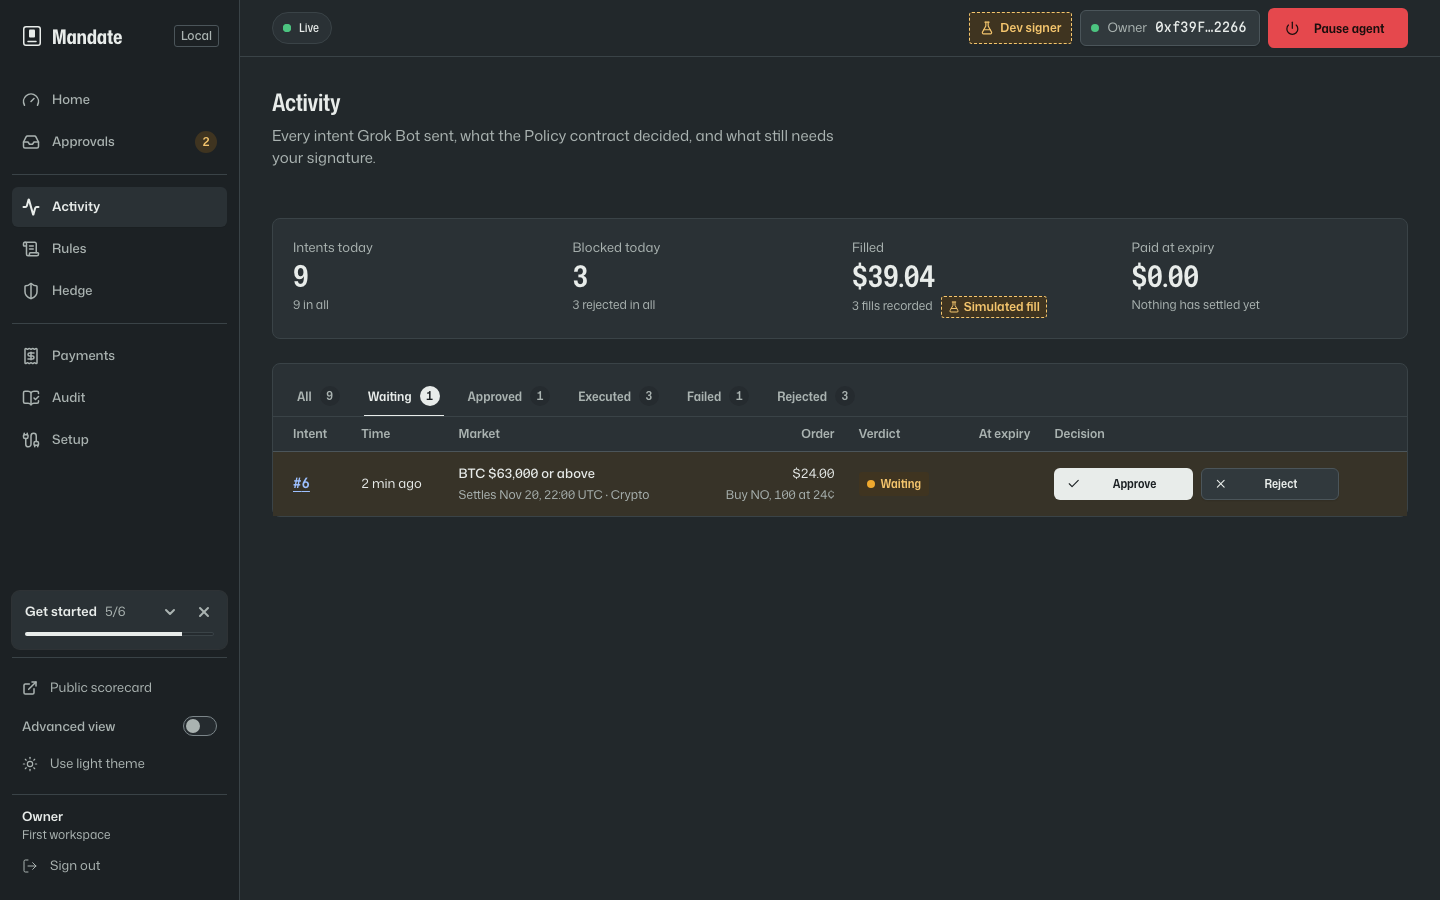 Mandate
Local
Home
Approvals 2
Activity
Rules
Hedge
Payments
Audit
Setup
Get started 5/6
Public scorecard
Advanced view
Use light theme
Owner
First workspace
Sign out
Live
Dev signer
Owner 0xf39F…2266
Pause agent
Activity
Every intent Grok Bot sent, what the Policy contract decided, and what still needs
your signature.
Intents today
9
9 in all
Blocked today
3
3 rejected in all
Filled
$39.04
3 fills recorded Simulated fill
Paid at expiry
$0.00
Nothing has settled yet
All 9 Waiting 1 Approved 1 Executed 3 Failed 1 Rejected 3
Intent Time Market Order Verdict At expiry Decision
#6 2 min ago BTC $63,000 or above $24.00 Waiting Approve Reject
Settles Nov 20, 22:00 UTC · Crypto Buy NO, 100 at 24¢